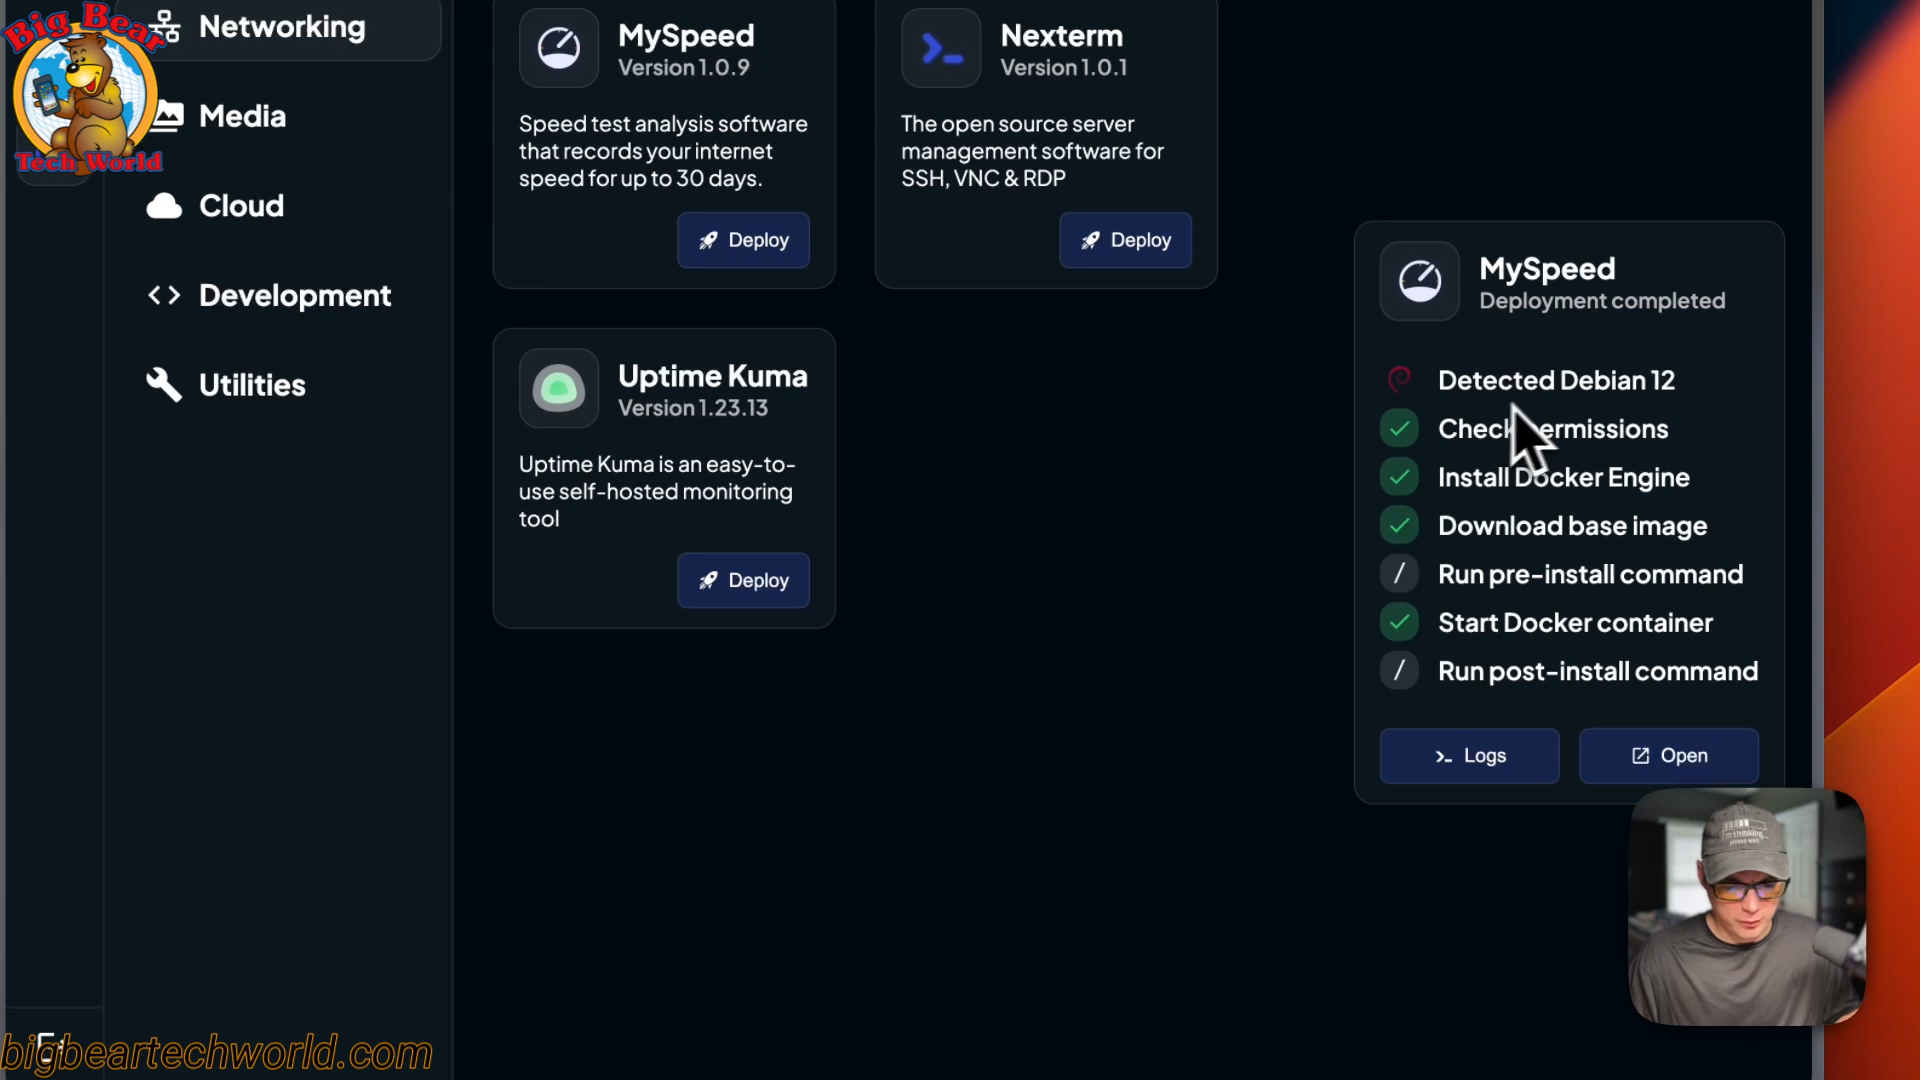 Big Bear
Tech World
Networking
Media
Cloud
Development
Utilities
MySpeed
Version 1.0.9
Speed test analysis software
that records your internet
speed for up to 30 days.
Deploy
Nexterm
Version 1.0.1
The open source server
management software for
SSH, VNC & RDP
Deploy
Uptime Kuma
Version 1.23.13
Uptime Kuma is an easy-to-
use self-hosted monitoring
tool
Deploy
MySpeed
Deployment completed
Detected Debian 12
Check permissions
Install Docker Engine
Download base image
Run pre-install command
Start Docker container
Run post-install command
Logs
Open
I'm thinking...
please wait.
bigbeartechworld.com